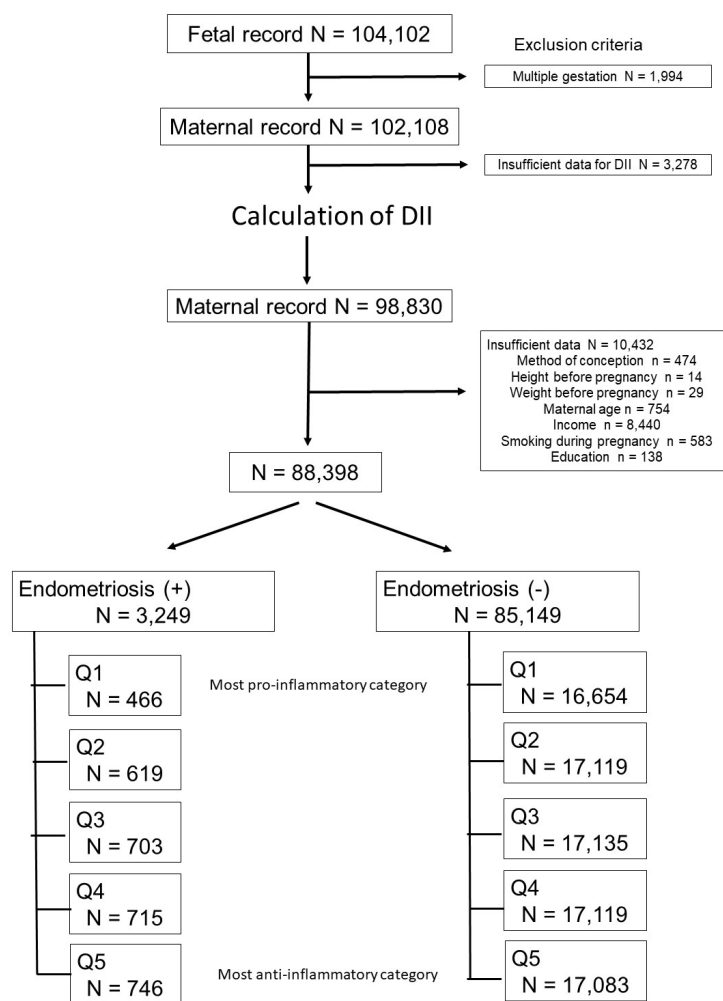 Fetal record N = 104,102
Exclusion criteria
Multiple gestation N = 1,994
Maternal record N = 102,108
Insufficient data for DII N = 3,278
Calculation of DII
Maternal record N = 98,830
Insufficient data N = 10,432
Method of conception n = 474
Height before pregnancy n = 14
Weight before pregnancy n = 29
Maternal age n = 754
Income n = 8,440
Smoking during pregnancy n = 583
Education n = 138
N = 88,398
Endometriosis (+)
N = 3,249
Endometriosis (-)
N = 85,149
Q1
N = 466
Most pro-inflammatory category
Q1
N = 16,654
Q2
N = 619
Q2
N = 17,119
Q3
N = 703
Q3
N = 17,135
Q4
N = 715
Q4
N = 17,119
Q5
N = 746
Most anti-inflammatory category
Q5
N = 17,083